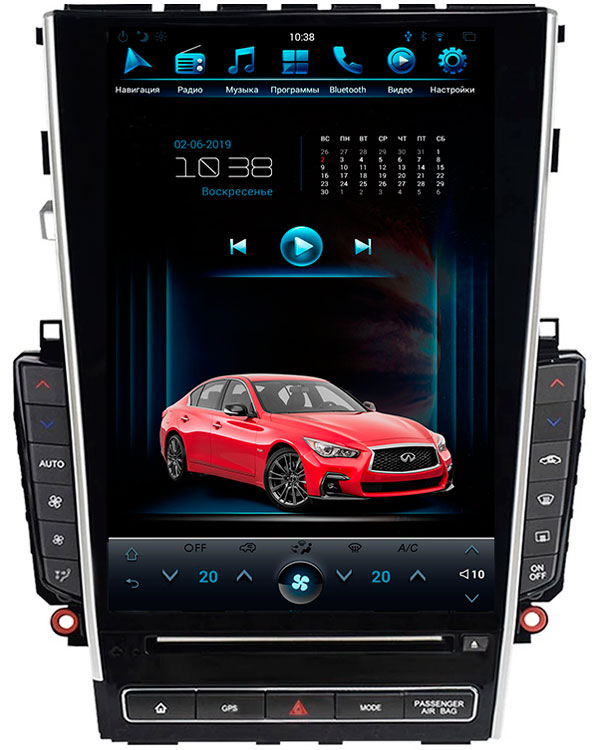 10:38
Навигация Радио Музыка Программы Bluetooth Видео Настройки
02-06-2019
10 38
Воскресенье
ВС ПН ВТ СР ЧТ ПТ СБ
26 27 28 29 30 31 1
2 3 4 5 6 7 8
9 10 11 12 13 14 15
16 17 18 19 20 21 22
23 24 25 26 27 28 29
30 1 2 3 4 5 6
AUTO
OFF A/C
20 20 10
ON
OFF
GPS MODE PASSENGER
AIR BAG